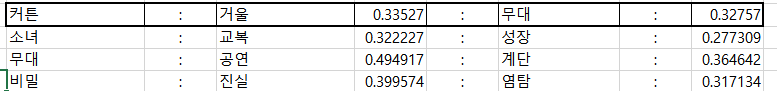 커튼 : 거울 0.33527 : 무대 : 0.32757
소녀 : 교복 0.322227 : 성장 : 0.277309
무대 : 공연 0.494917 : 계단 : 0.364642
비밀 : 진실 0.399574 : 염탐 : 0.317134